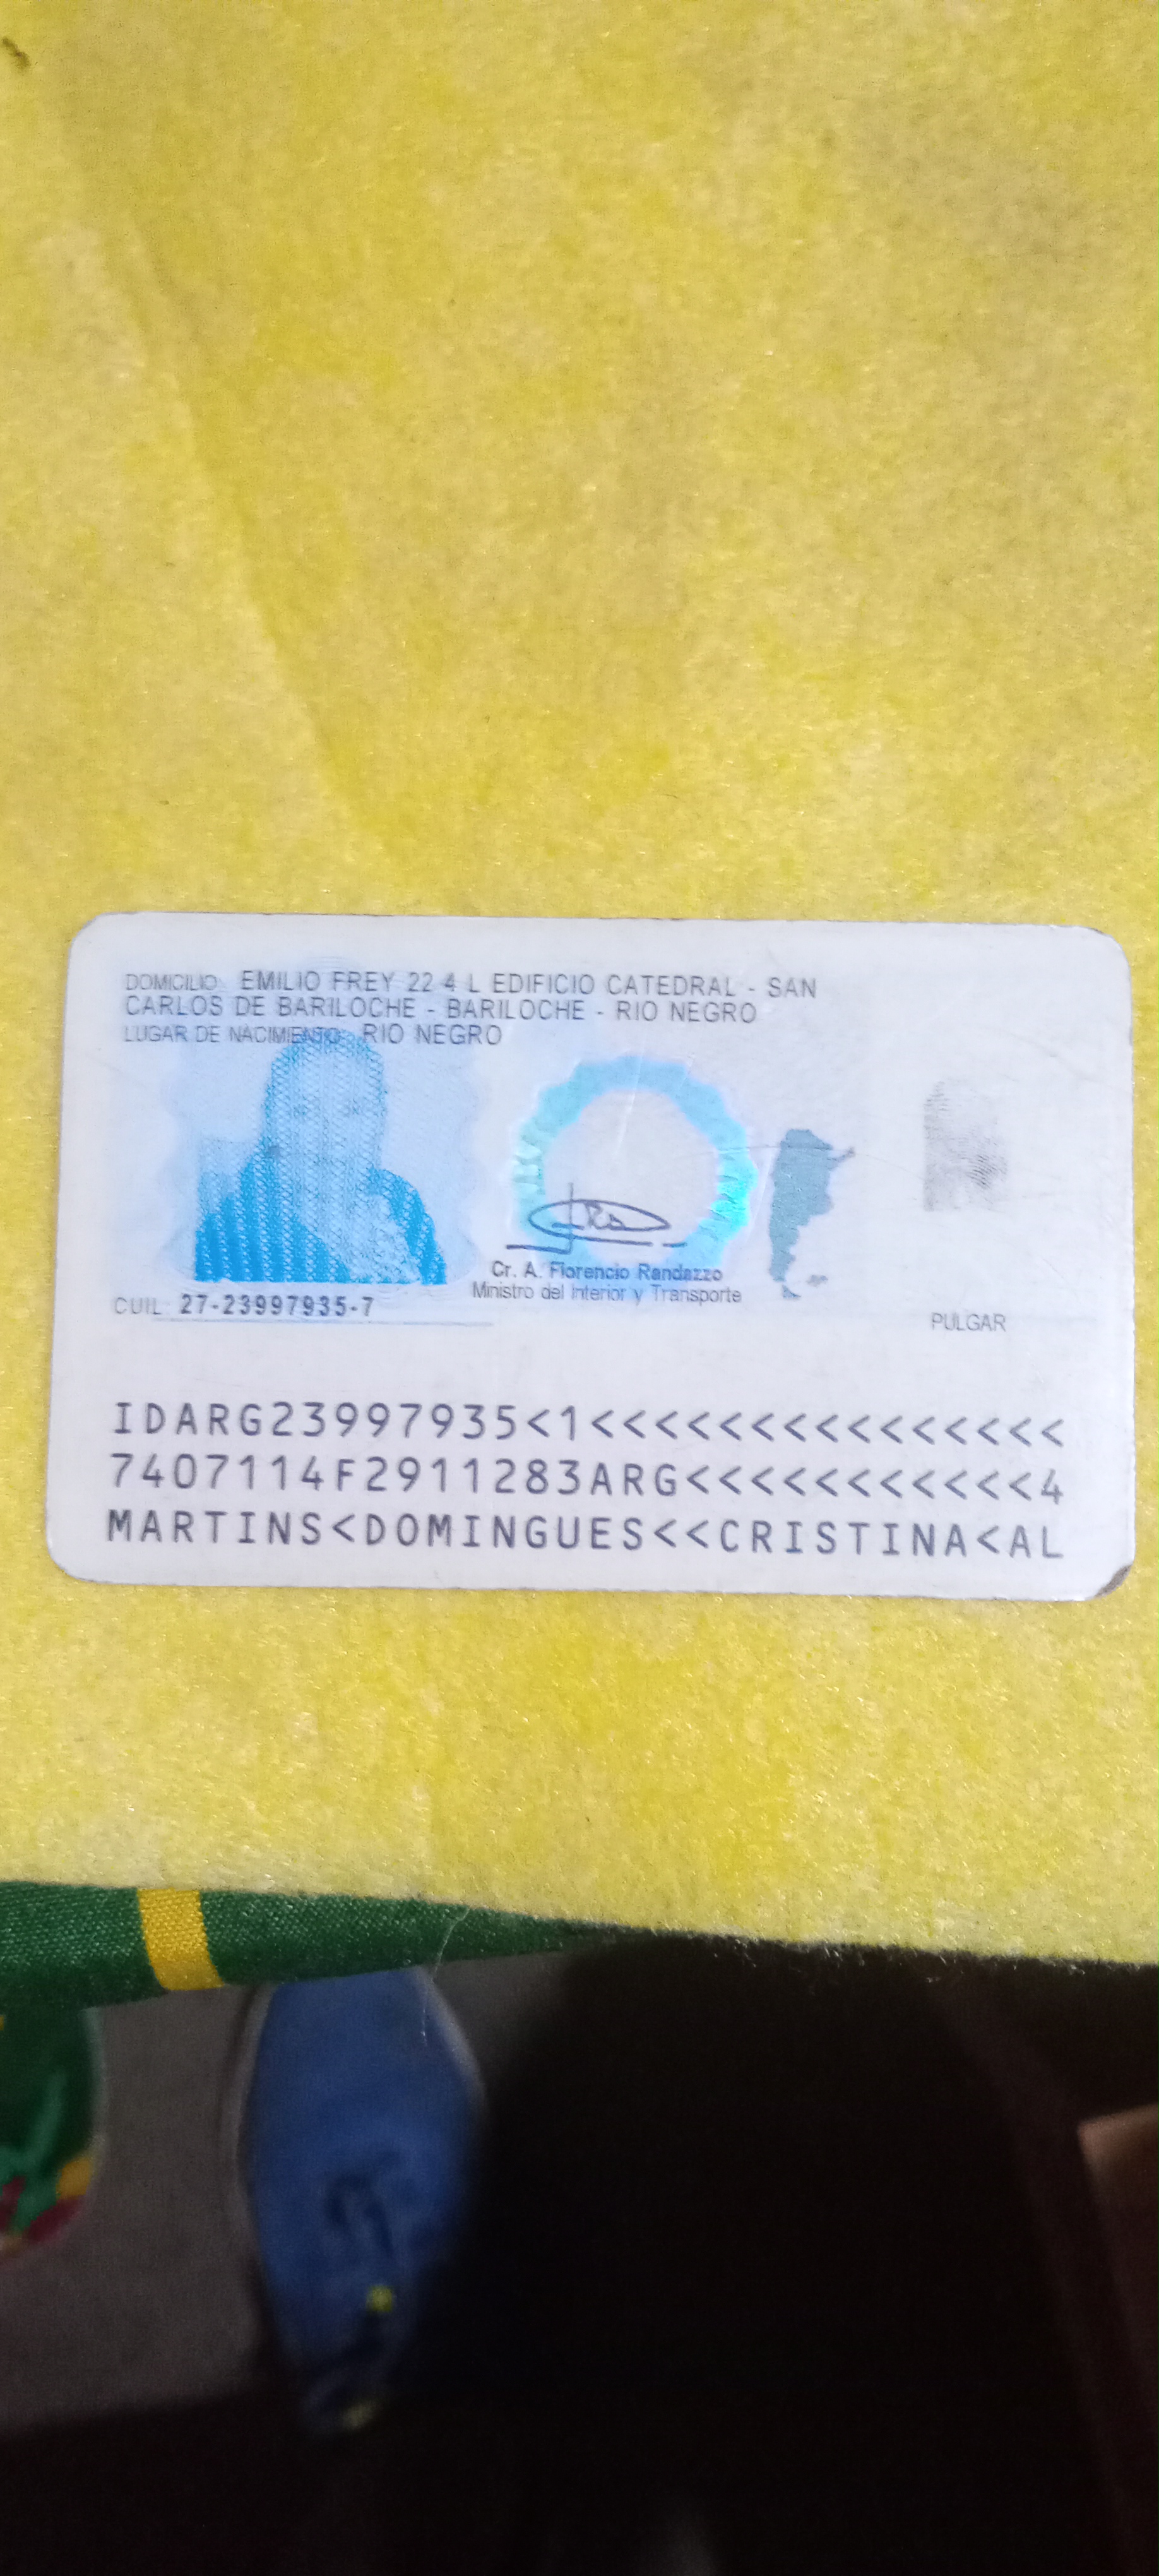 DOMICILIO: EMILIO FREY 22 4 L EDIFICIO CATEDRAL - SAN
CARLOS DE BARILOCHE - BARILOCHE - RIO NEGRO
LUGAR DE NACIMIENTO: RIO NEGRO
Cr. A. Florencio Randazzo
Ministro del Interior y Transporte
CUIL: 27-23997935-7
PULGAR
IDARG23997935<1<<<<<<<<<<<<<<<
7407114F2911283ARG<<<<<<<<<<<4
MARTINS<DOMINGUES<<CRISTINA<AL